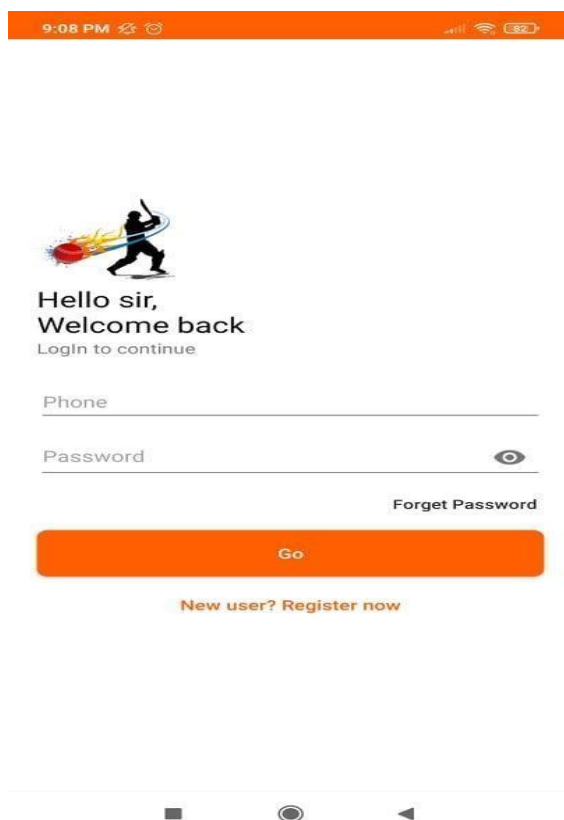 9:08 PM 82
Hello sir,
Welcome back
LogIn to continue
Phone
Password
Forget Password
Go
New user? Register now